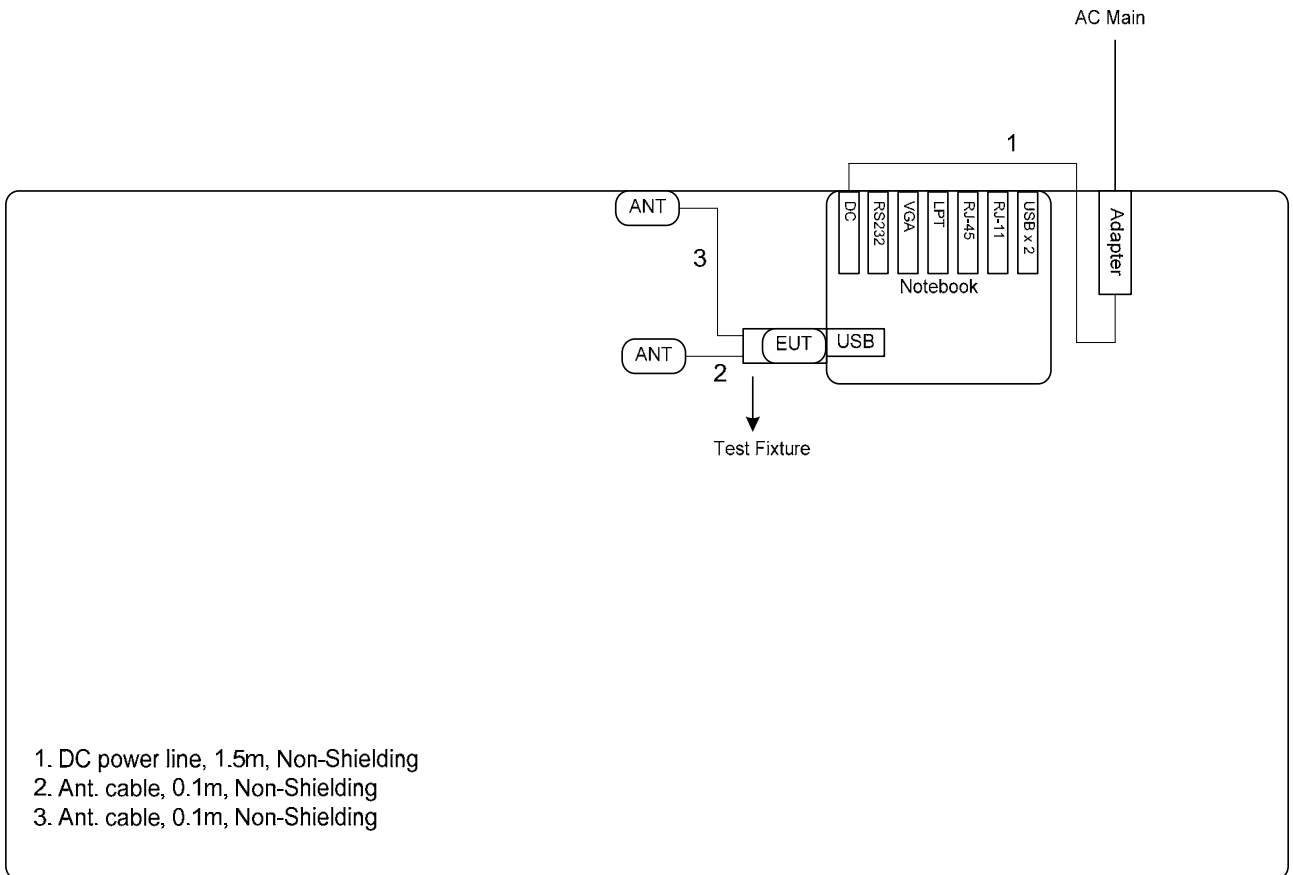 AC Main
1
ANT
3
DC
RS232
VGA
LPT
RJ-45
RJ-11
USB x 2
Adapter
Notebook
ANT
2
EUT
USB
Test Fixture
1. DC power line, 1.5m, Non-Shielding
2. Ant. cable, 0.1m, Non-Shielding
3. Ant. cable, 0.1m, Non-Shielding